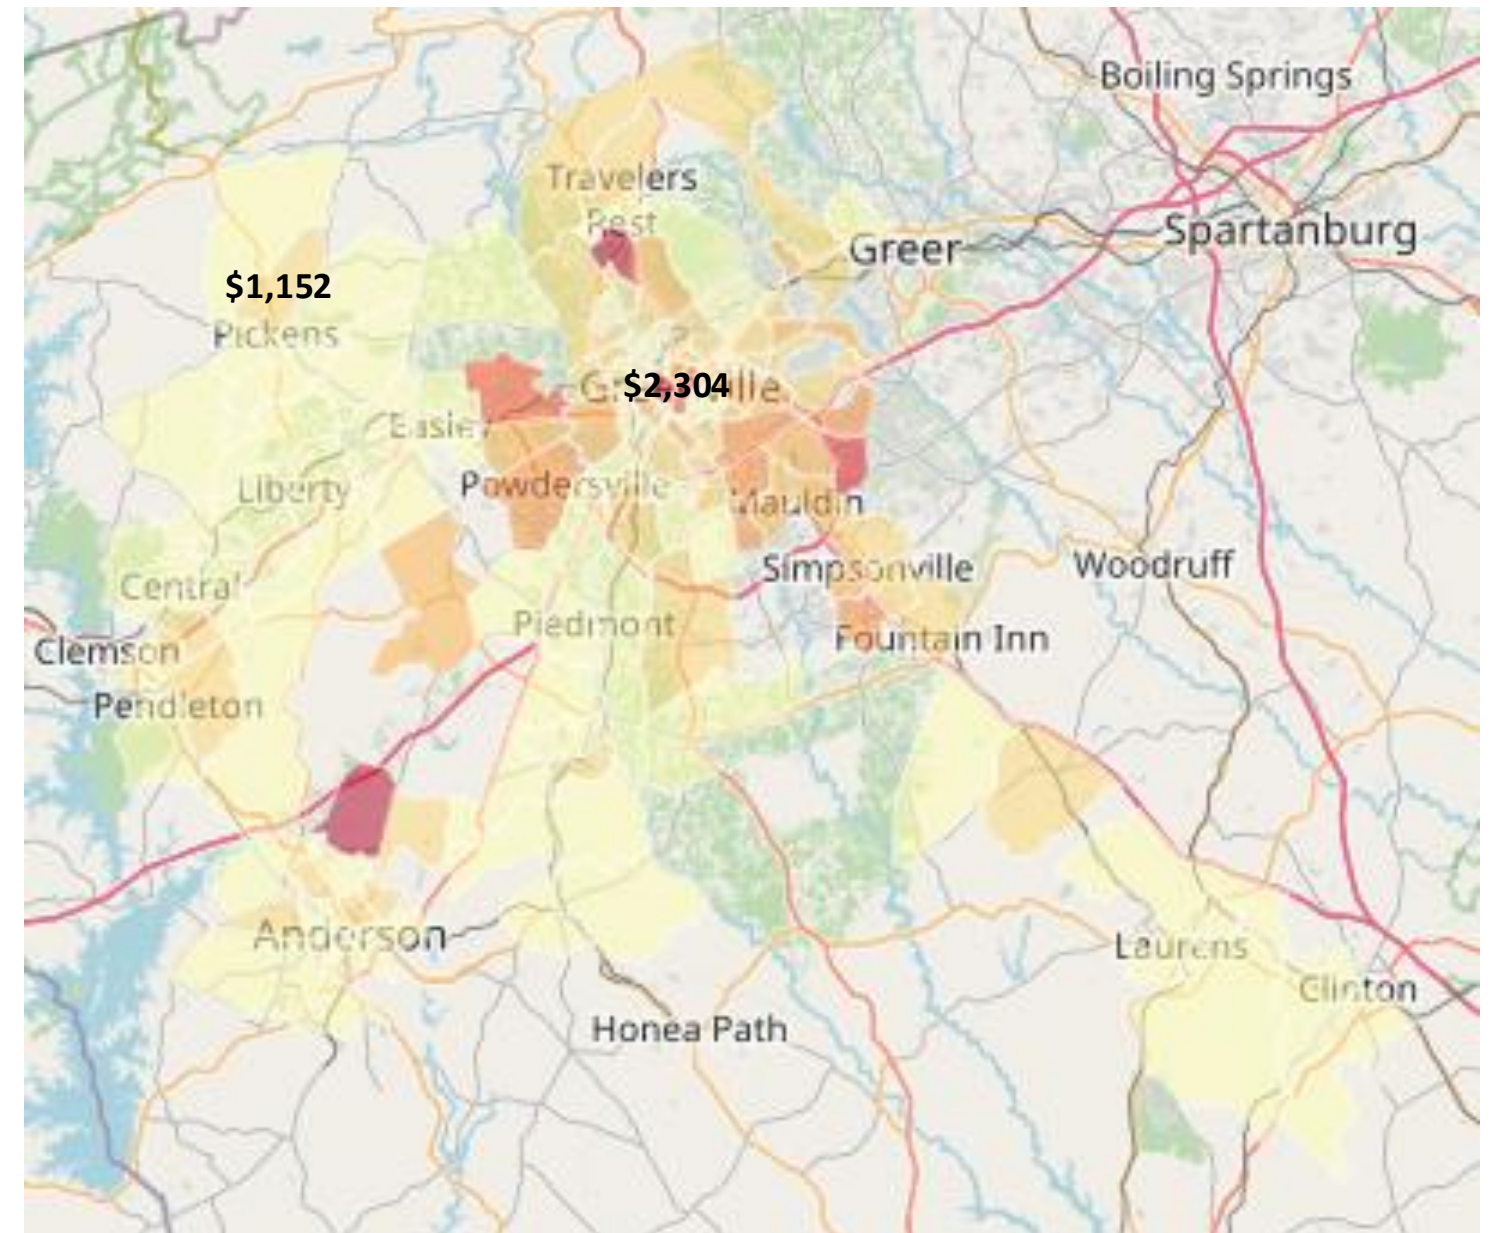 Boiling Springs
Travelers
Rest
Greer
Spartanburg
$1,152
Pickens
$2,304
Easley
Liberty
Powdersville
Mauldin
Central
Simpsonville
Woodruff
Clemson
Piedmont
Fountain Inn
Pendleton
Anderson
Laurens
Clinton
Honea Path